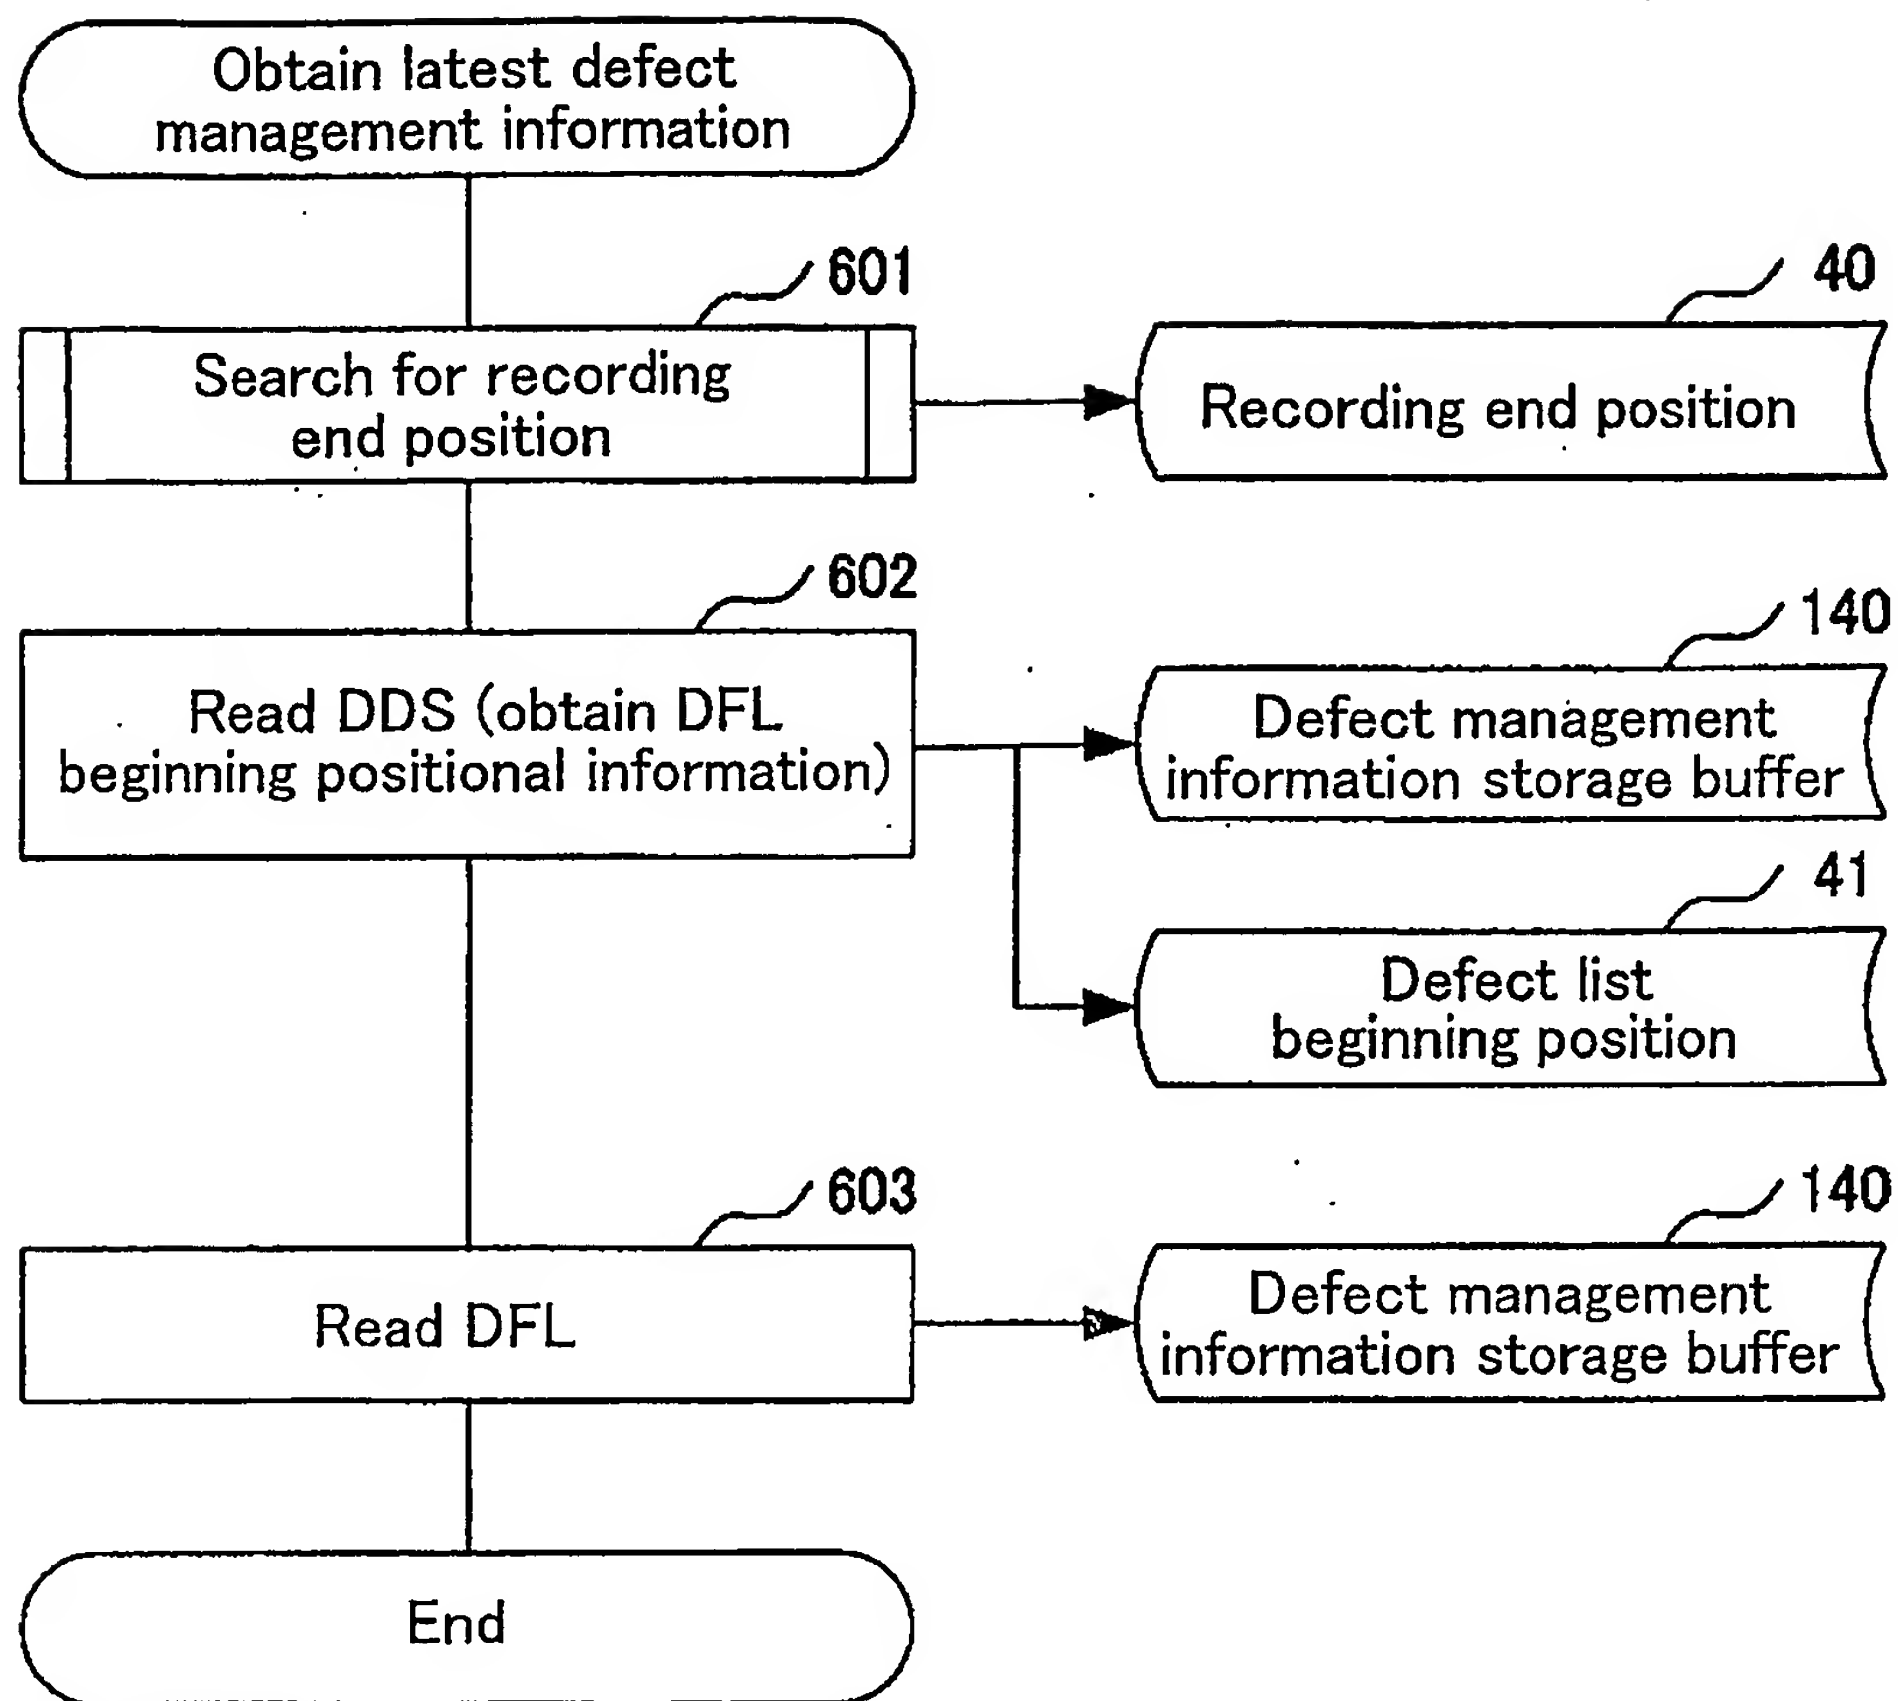 Obtain latest defect
management information
601
Search for recording
end position
40
Recording end position
602
Read DDS (obtain DFL
beginning positional information)
140
Defect management
information storage buffer
41
Defect list
beginning position
603
Read DFL
140
Defect management
information storage buffer
End